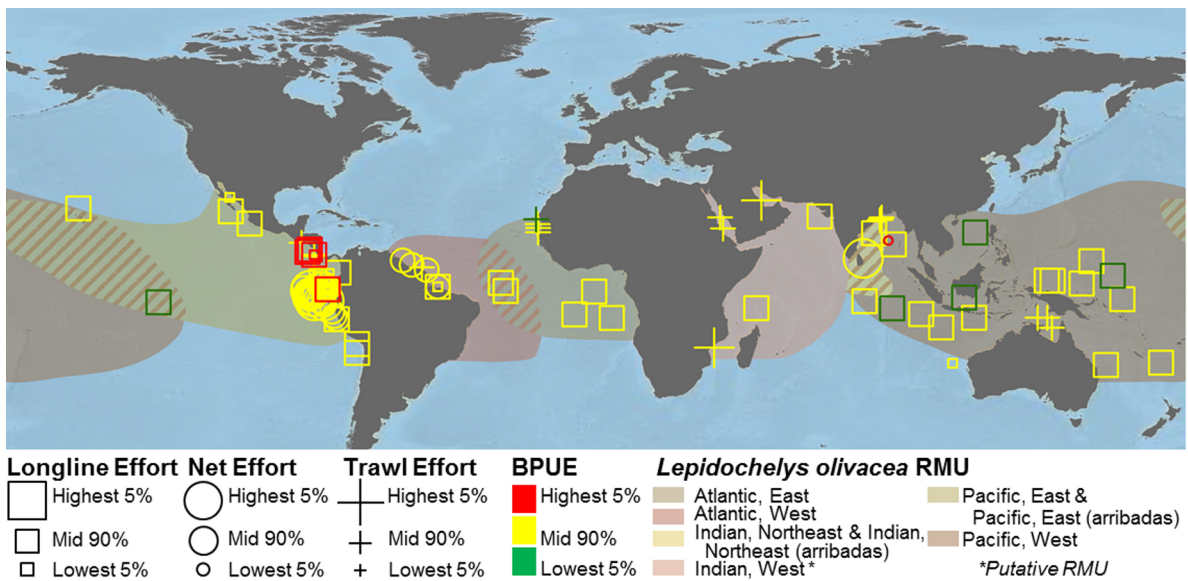 Longline Effort
Highest 5%
Mid 90%
Lowest 5%
Net Effort
Highest 5%
Mid 90%
Lowest 5%
Trawl Effort
Highest 5%
Mid 90%
Lowest 5%
BPUE
Highest 5%
Mid 90%
Lowest 5%
Lepidochelys olivacea RMU
Atlantic, East
Atlantic, West
Indian, Northeast & Indian,
Northeast (arribadas)
Indian, West*
Pacific, East &
Pacific, East (arribadas)
Pacific, West
*Putative RMU